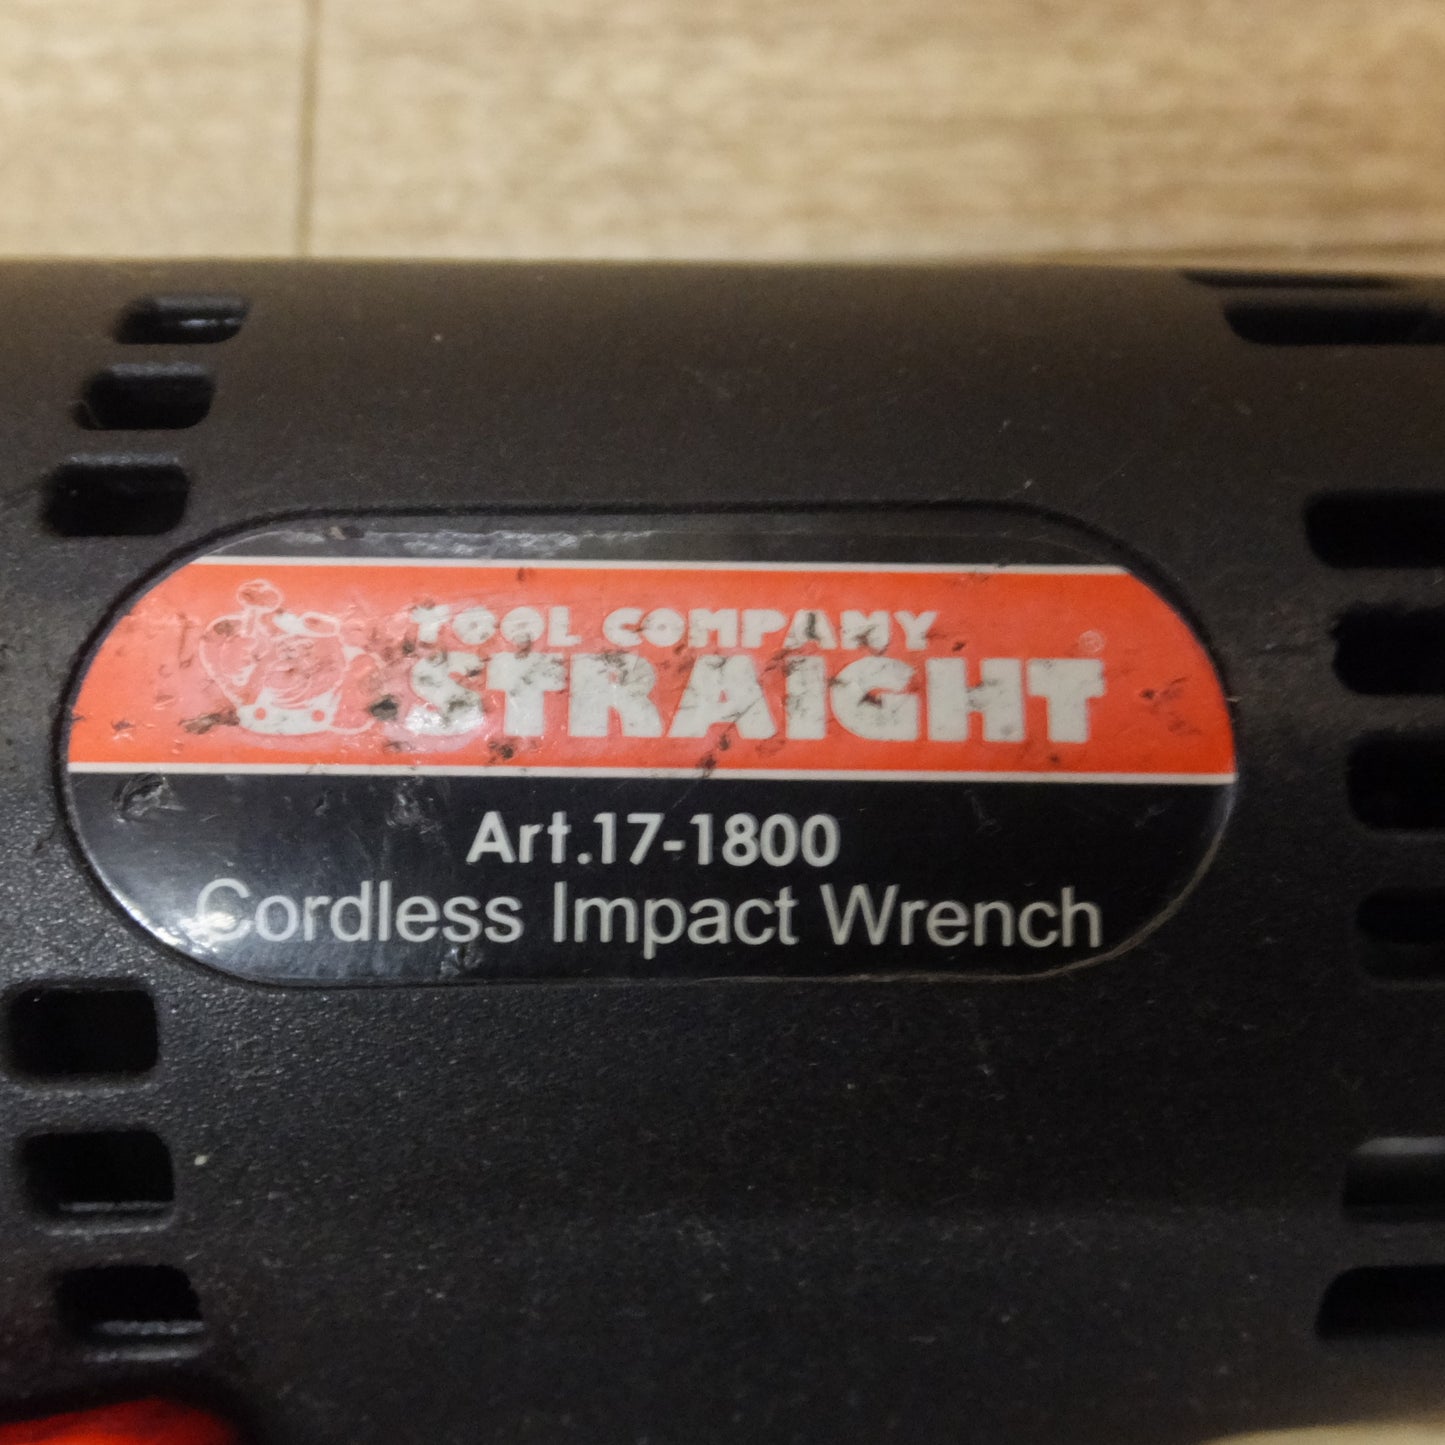 TOOL COMPANY
STRAIGHT®
Art.17-1800
Cordless Impact Wrench